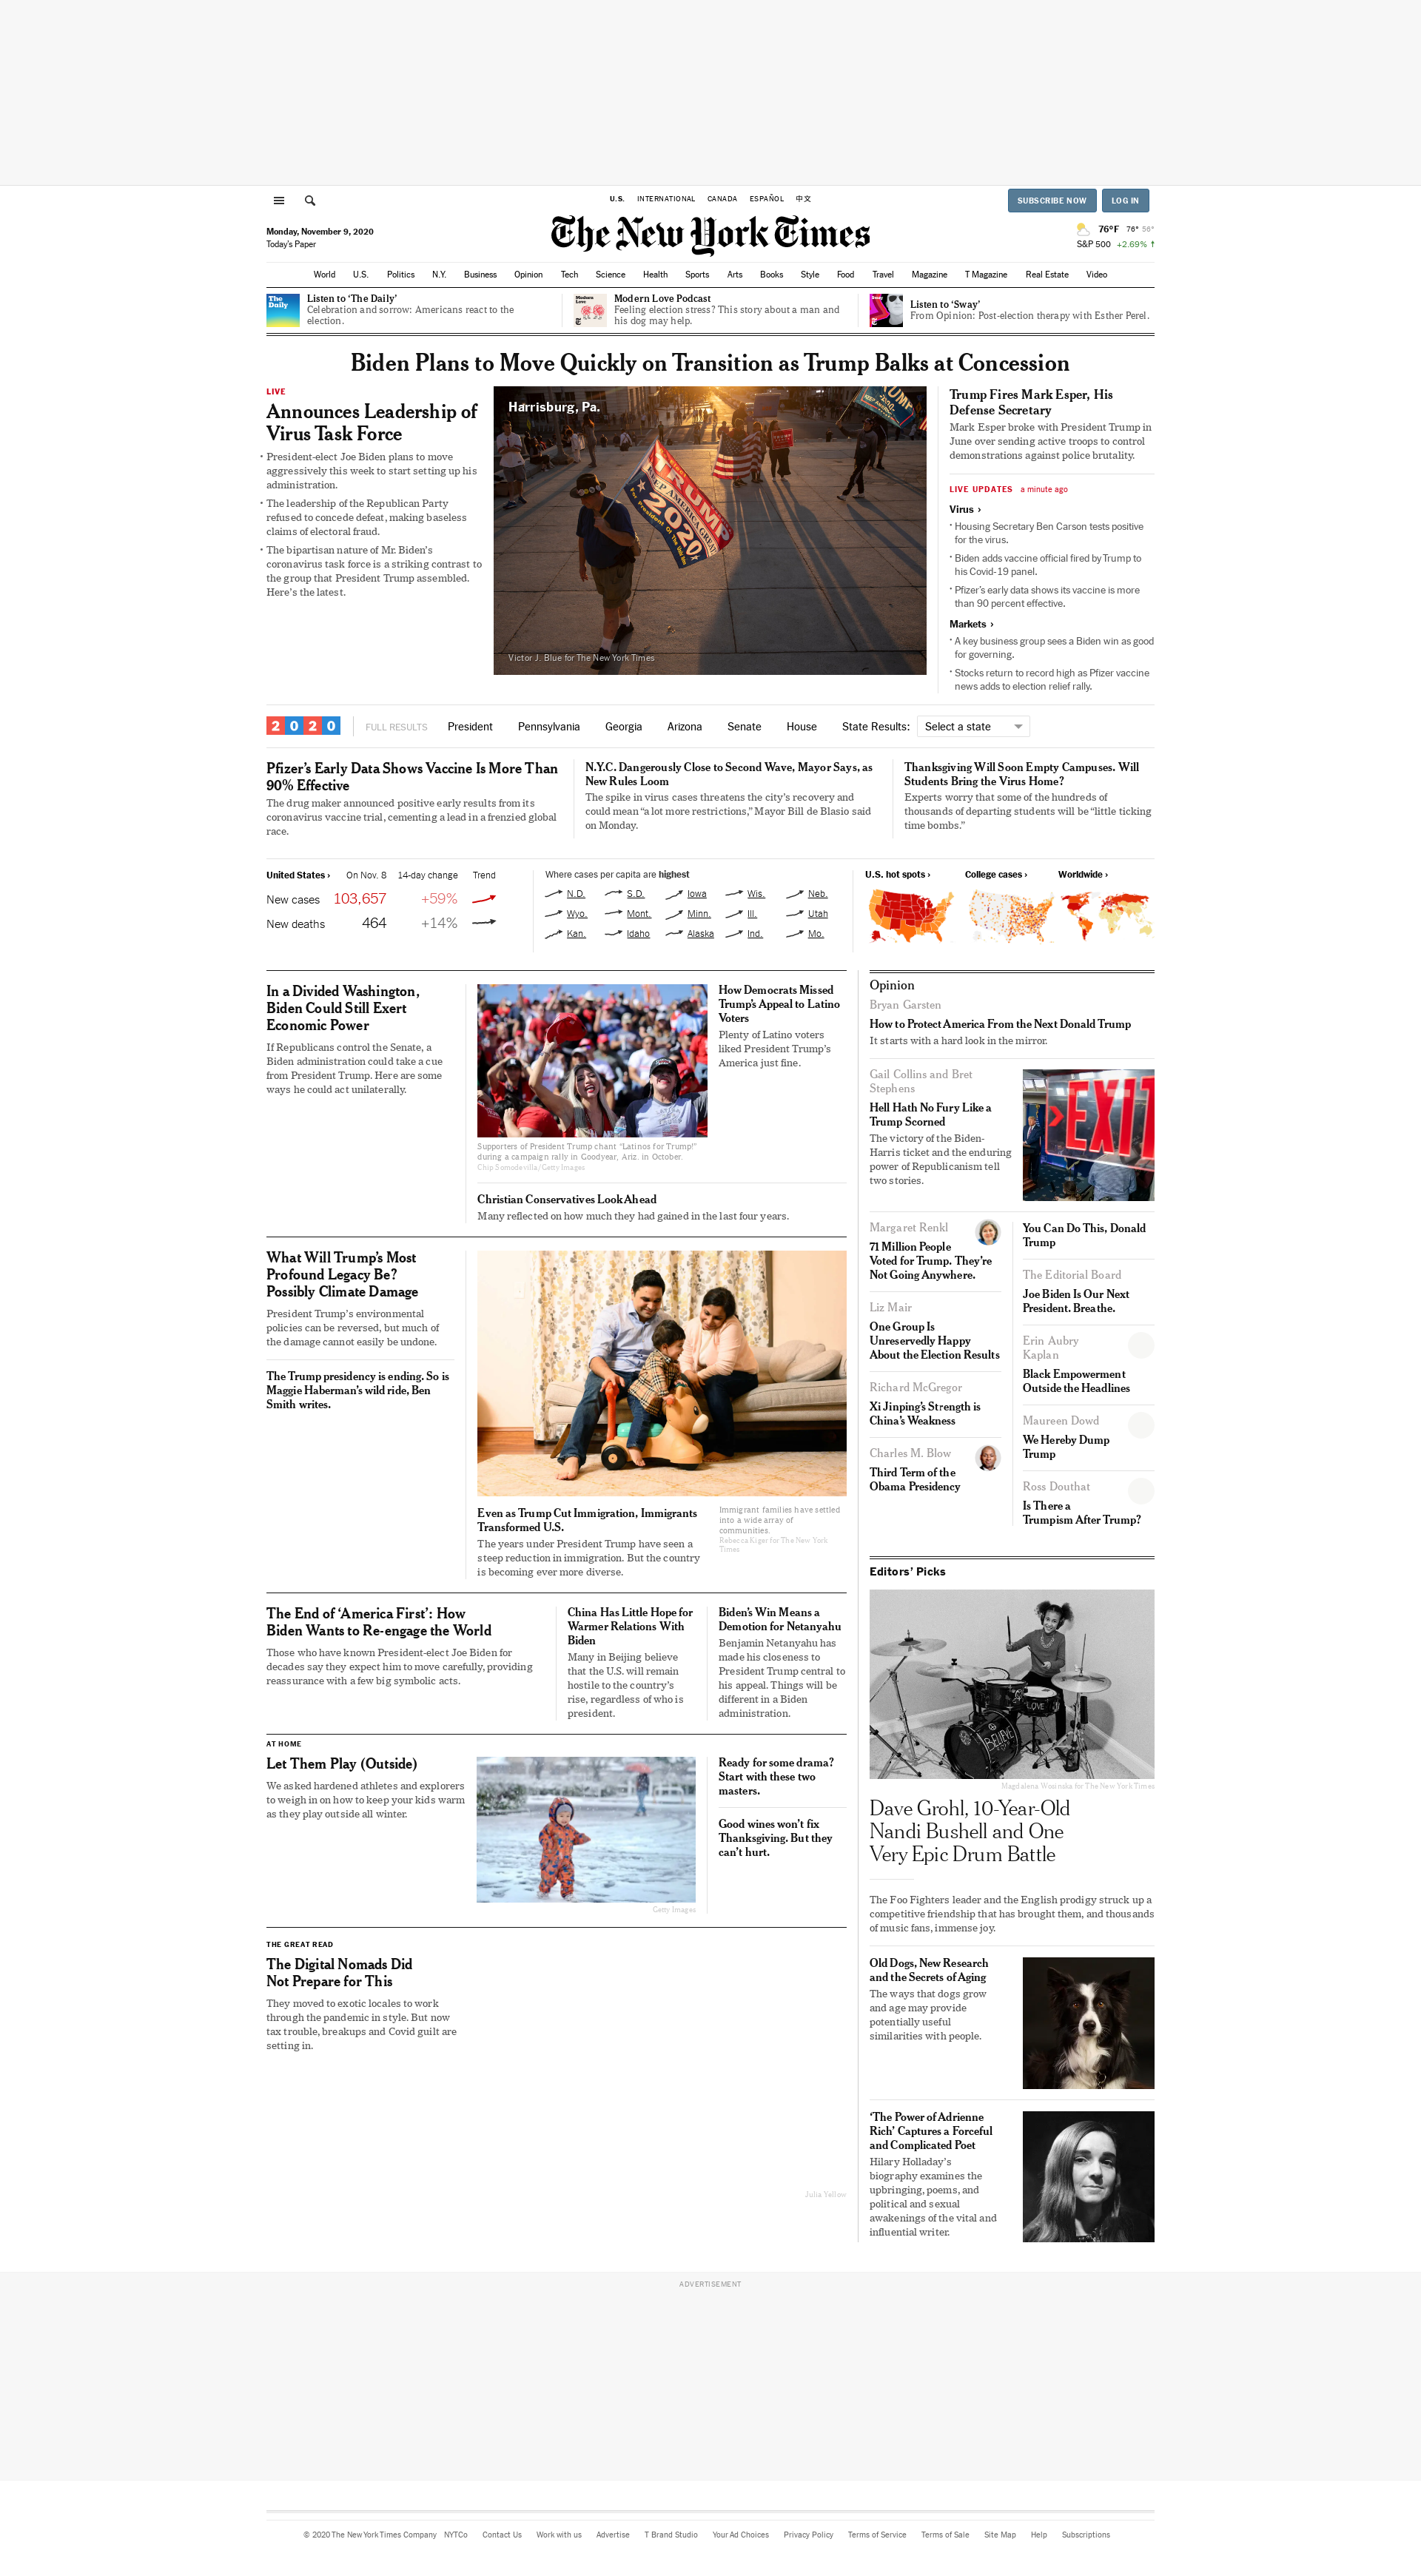 U.S. INTERNATIONAL CANADA ESPAÑOL 中文
SUBSCRIBE NOW LOG IN
Monday, November 9, 2020
Today's Paper
The New York Times
76°F 76° 56°
S&P 500 +2.69% ↑
World U.S. Politics N.Y. Business Opinion Tech Science Health Sports Arts Books Style Food Travel Magazine T Magazine Real Estate Video
The
Daily
Listen to ‘The Daily’
Celebration and sorrow: Americans react to the
election.
Modern
Love
Modern Love Podcast
Feeling election stress? This story about a man and
his dog may help.
Sway
Listen to ‘Sway’
From Opinion: Post-election therapy with Esther Perel.
Biden Plans to Move Quickly on Transition as Trump Balks at Concession
LIVE
Announces Leadership of
Virus Task Force
• President-elect Joe Biden plans to move
aggressively this week to start setting up his
administration.
• The leadership of the Republican Party
refused to concede defeat, making baseless
claims of electoral fraud.
• The bipartisan nature of Mr. Biden's
coronavirus task force is a striking contrast to
the group that President Trump assembled.
Here's the latest.
Harrisburg, Pa.
TRUMP
KEEP AMERICA GREAT!
2020
Victor J. Blue for The New York Times
Trump Fires Mark Esper, His
Defense Secretary
Mark Esper broke with President Trump in
June over sending active troops to control
demonstrations against police brutality.
LIVE UPDATES a minute ago
Virus ›
• Housing Secretary Ben Carson tests positive
for the virus.
• Biden adds vaccine official fired by Trump to
his Covid-19 panel.
• Pfizer's early data shows its vaccine is more
than 90 percent effective.
Markets ›
• A key business group sees a Biden win as good
for governing.
• Stocks return to record high as Pfizer vaccine
news adds to election relief rally.
2020 FULL RESULTS President Pennsylvania Georgia Arizona Senate House State Results: Select a state
Pfizer’s Early Data Shows Vaccine Is More Than
90% Effective
The drug maker announced positive early results from its
coronavirus vaccine trial, cementing a lead in a frenzied global
race.
N.Y.C. Dangerously Close to Second Wave, Mayor Says, as
New Rules Loom
The spike in virus cases threatens the city’s recovery and
could mean “a lot more restrictions,” Mayor Bill de Blasio said
on Monday.
Thanksgiving Will Soon Empty Campuses. Will
Students Bring the Virus Home?
Experts worry that some of the hundreds of
thousands of departing students will be “little ticking
time bombs.”
United States › On Nov. 8 14-day change Trend
New cases 103,657 +59%
New deaths 464 +14%
Where cases per capita are highest
N.D. S.D. Iowa Wis. Neb.
Wyo. Mont. Minn. Ill. Utah
Kan. Idaho Alaska Ind. Mo.
U.S. hot spots › College cases › Worldwide ›
In a Divided Washington,
Biden Could Still Exert
Economic Power
If Republicans control the Senate, a
Biden administration could take a cue
from President Trump. Here are some
ways he could act unilaterally.
Supporters of President Trump chant “Latinos for Trump!”
during a campaign rally in Goodyear, Ariz. in October.
Chip Somodevilla/Getty Images
How Democrats Missed
Trump’s Appeal to Latino
Voters
Plenty of Latino voters
liked President Trump’s
America just fine.
Christian Conservatives Look Ahead
Many reflected on how much they had gained in the last four years.
What Will Trump’s Most
Profound Legacy Be?
Possibly Climate Damage
President Trump’s environmental
policies can be reversed, but much of
the damage cannot easily be undone.
The Trump presidency is ending. So is
Maggie Haberman’s wild ride, Ben
Smith writes.
Even as Trump Cut Immigration, Immigrants
Transformed U.S.
The years under President Trump have seen a
steep reduction in immigration. But the country
is becoming ever more diverse.
Immigrant families have settled
into a wide array of
communities.
Rebecca Kiger for The New York
Times
The End of ‘America First’: How
Biden Wants to Re-engage the World
Those who have known President-elect Joe Biden for
decades say they expect him to move carefully, providing
reassurance with a few big symbolic acts.
China Has Little Hope for
Warmer Relations With
Biden
Many in Beijing believe
that the U.S. will remain
hostile to the country’s
rise, regardless of who is
president.
Biden’s Win Means a
Demotion for Netanyahu
Benjamin Netanyahu has
made his closeness to
President Trump central to
his appeal. Things will be
different in a Biden
administration.
AT HOME
Let Them Play (Outside)
We asked hardened athletes and explorers
to weigh in on how to keep your kids warm
as they play outside all winter.
Getty Images
Ready for some drama?
Start with these two
masters.
Good wines won’t fix
Thanksgiving. But they
can’t hurt.
THE GREAT READ
The Digital Nomads Did
Not Prepare for This
They moved to exotic locales to work
through the pandemic in style. But now
tax trouble, breakups and Covid guilt are
setting in.
Julia Yellow
Opinion
Bryan Garsten
How to Protect America From the Next Donald Trump
It starts with a hard look in the mirror.
Gail Collins and Bret
Stephens
Hell Hath No Fury Like a
Trump Scorned
The victory of the Biden-
Harris ticket and the enduring
power of Republicanism tell
two stories.
EXIT
Margaret Renkl
71 Million People
Voted for Trump. They’re
Not Going Anywhere.
Liz Mair
One Group Is
Unreservedly Happy
About the Election Results
Richard McGregor
Xi Jinping’s Strength is
China’s Weakness
Charles M. Blow
Third Term of the
Obama Presidency
You Can Do This, Donald
Trump
The Editorial Board
Joe Biden Is Our Next
President. Breathe.
Erin Aubry
Kaplan
Black Empowerment
Outside the Headlines
Maureen Dowd
We Hereby Dump
Trump
Ross Douthat
Is There a
Trumpism After Trump?
Editors’ Picks
LOVE
BELIEVE
Magdalena Wosinska for The New York Times
Dave Grohl, 10-Year-Old
Nandi Bushell and One
Very Epic Drum Battle
The Foo Fighters leader and the English prodigy struck up a
competitive friendship that has brought them, and thousands
of music fans, immense joy.
Old Dogs, New Research
and the Secrets of Aging
The ways that dogs grow
and age may provide
potentially useful
similarities with people.
‘The Power of Adrienne
Rich’ Captures a Forceful
and Complicated Poet
Hilary Holladay’s
biography examines the
upbringing, poems, and
political and sexual
awakenings of the vital and
influential writer.
ADVERTISEMENT
© 2020 The New York Times Company NYTCo Contact Us Work with us Advertise T Brand Studio Your Ad Choices Privacy Policy Terms of Service Terms of Sale Site Map Help Subscriptions